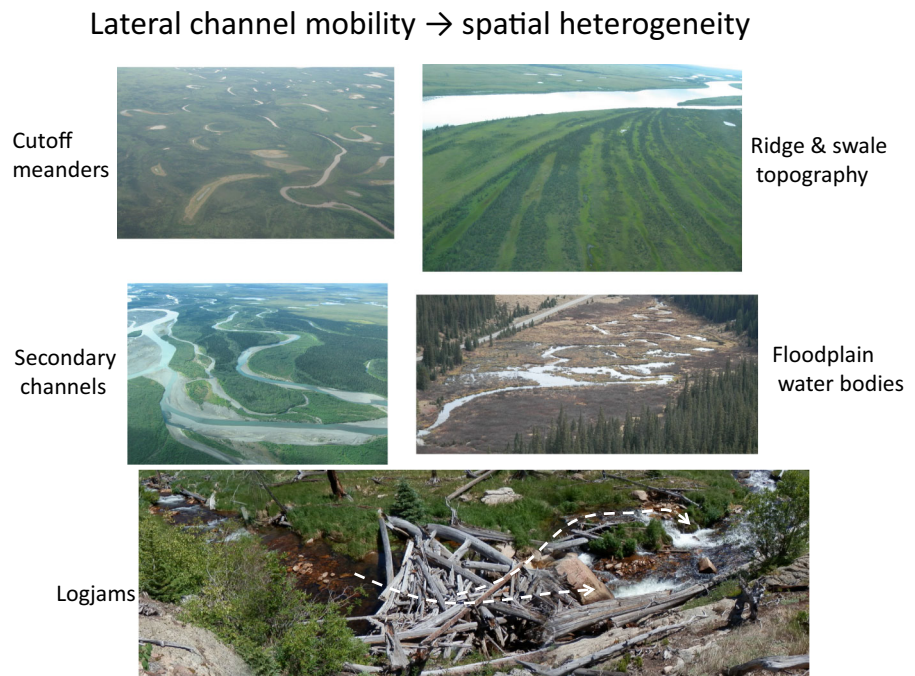 Lateral channel mobility → spatial heterogeneity
Cutoff
meanders
Ridge & swale
topography
Secondary
channels
Floodplain
water bodies
Logjams